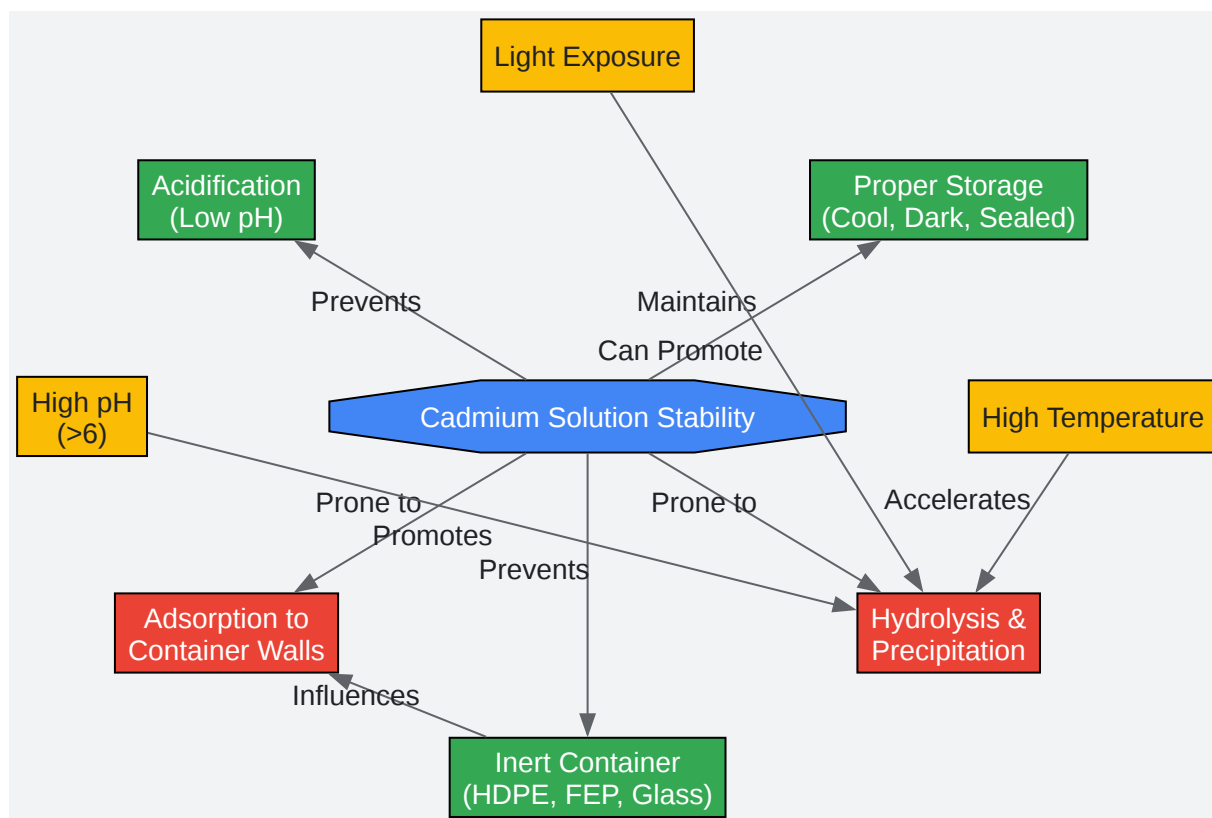 Light Exposure
Acidification
(Low pH)
Proper Storage
(Cool, Dark, Sealed)
Prevents
Maintains
Can Promote
High pH
(>6)
Cadmium Solution Stability
High Temperature
Prone to
Prone to
Accelerates
Promotes
Prevents
Adsorption to
Container Walls
Hydrolysis &
Precipitation
Influences
Inert Container
(HDPE, FEP, Glass)